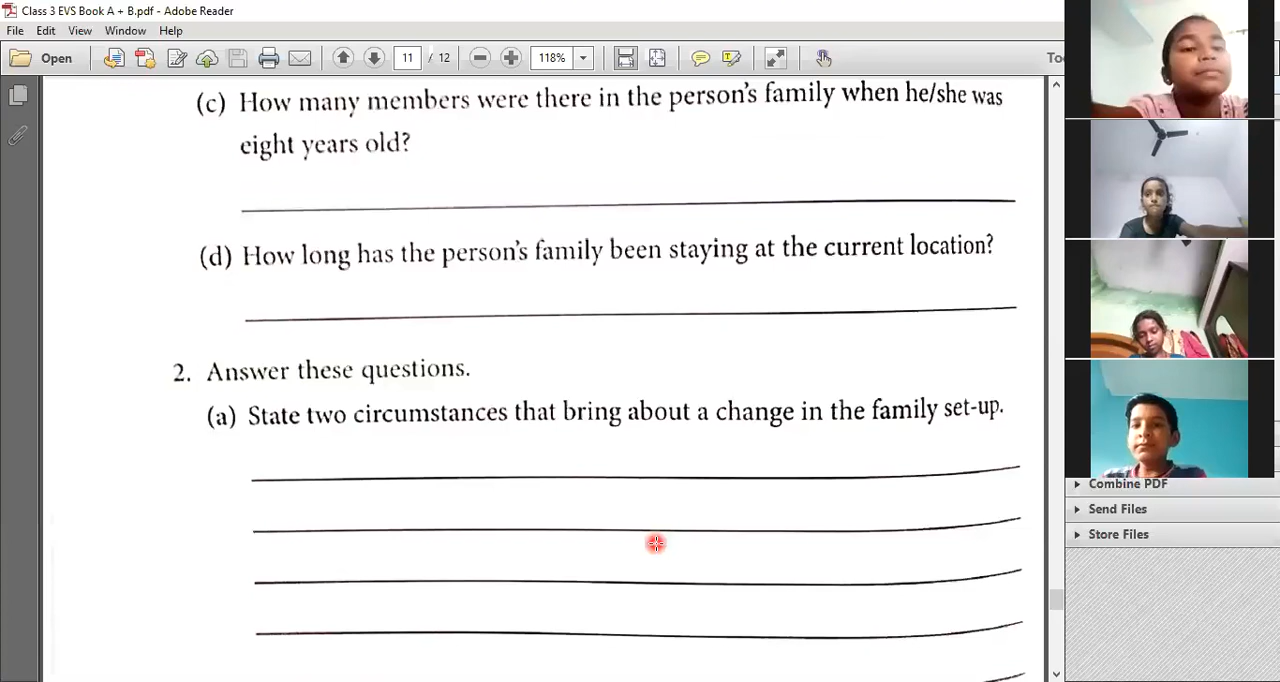 Class 3 EVS Book A + B.pdf - Adobe Reader
File Edit View Window Help
Open 11 / 12 118%
(c) How many members were there in the person's family when he/she was
eight years old?
(d) How long has the person's family been staying at the current location?
2. Answer these questions.
(a) State two circumstances that bring about a change in the family set-up.
Combine PDF
Send Files
Store Files